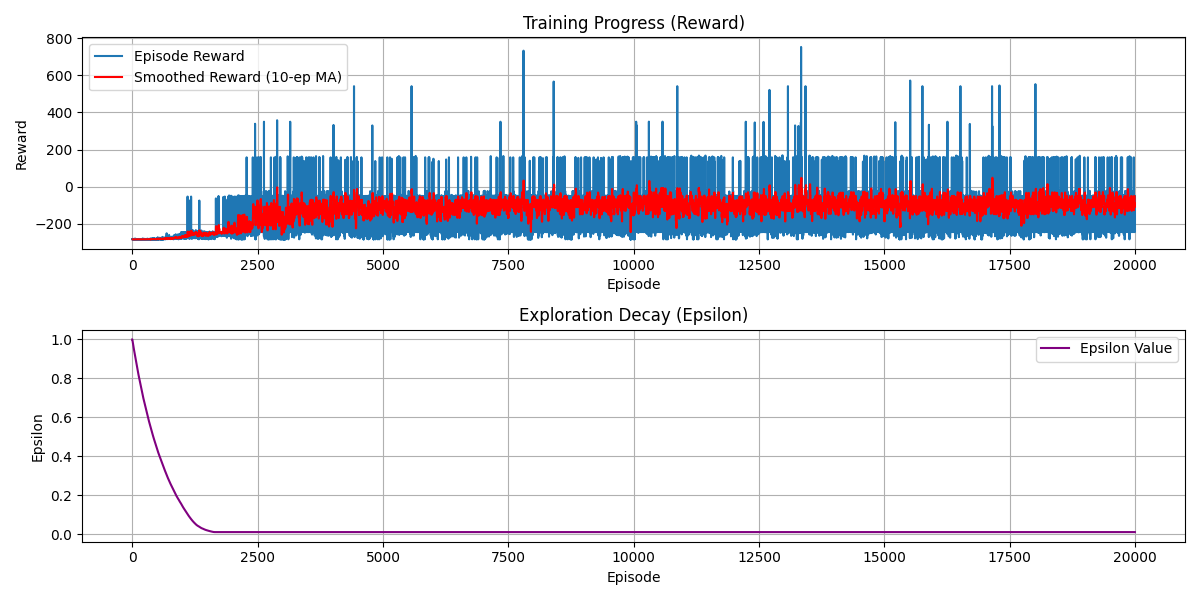 Training Progress (Reward)
Episode Reward
Smoothed Reward (10-ep MA)
Reward
800
600
400
200
0
−200
0 2500 5000 7500 10000 12500 15000 17500 20000
Episode
Exploration Decay (Epsilon)
Epsilon Value
Epsilon
1.0
0.8
0.6
0.4
0.2
0.0
0 2500 5000 7500 10000 12500 15000 17500 20000
Episode